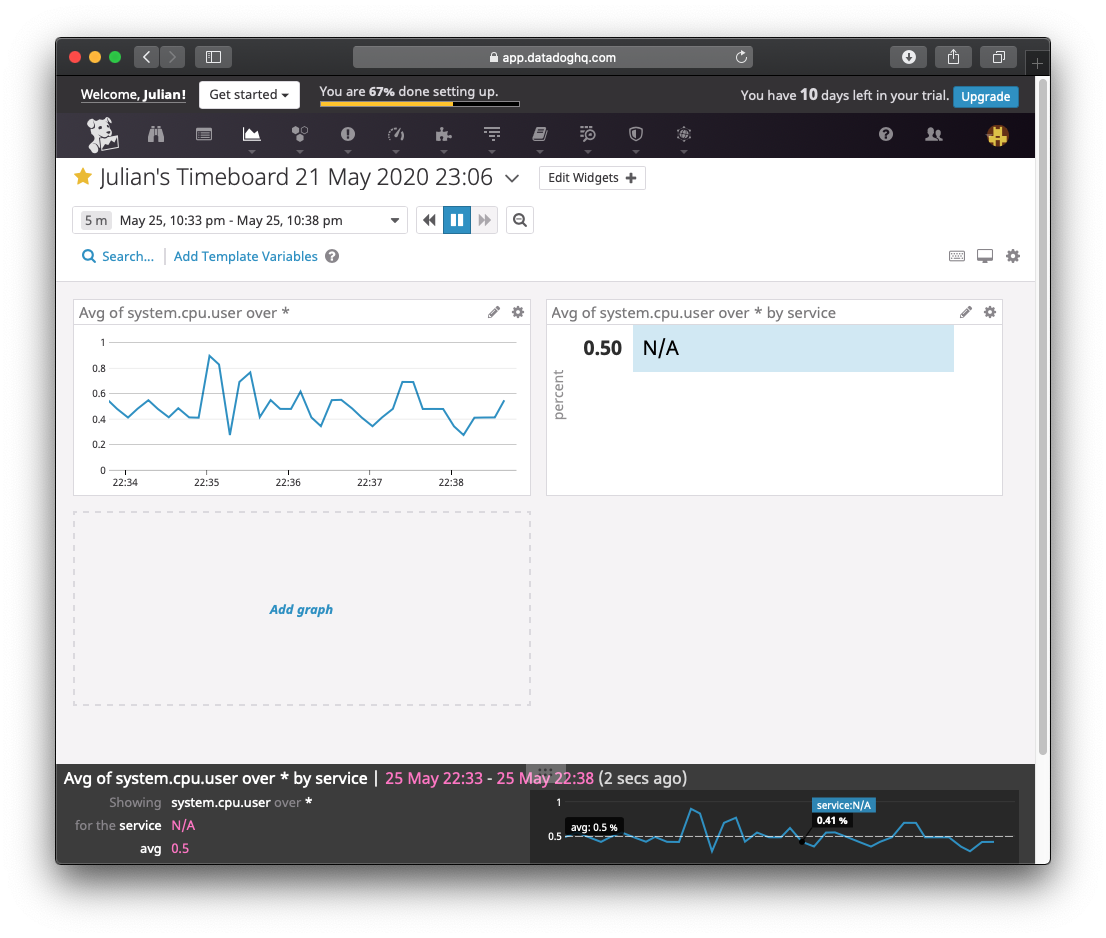 app.datadoghq.com
Welcome, Julian!
Get started
You are 67% done setting up.
You have 10 days left in your trial.
Upgrade
Julian's Timeboard 21 May 2020 23:06
Edit Widgets
5 m May 25, 10:33 pm - May 25, 10:38 pm
Search...
Add Template Variables
Avg of system.cpu.user over *
1
0.8
0.6
0.4
0.2
0
22:34 22:35 22:36 22:37 22:38
Avg of system.cpu.user over * by service
0.50 N/A
percent
Add graph
Avg of system.cpu.user over * by service | 25 May 22:33 - 25 May 22:38 (2 secs ago)
Showing system.cpu.user over *
for the service N/A
avg 0.5
1
service:N/A
0.41 %
avg: 0.5 %
0.5